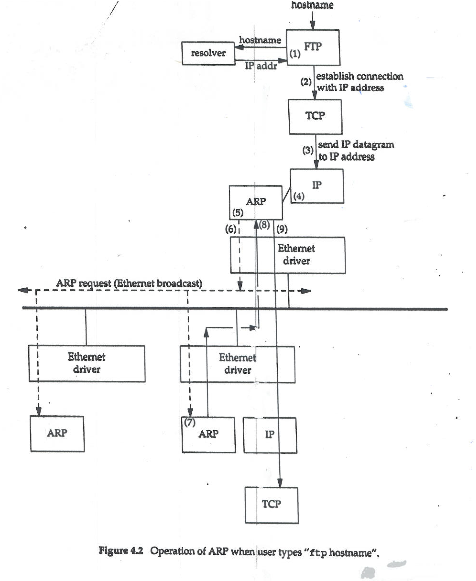 hostname
hostname
resolver
(1) FTP
IP addr
(2) establish connection
with IP address
TCP
(3) send IP datagram
to IP address
IP
(4)
ARP
(5)
(6) (8) (9)
Ethernet
driver
ARP request (Ethernet broadcast)
Ethernet
driver
Ethernet
driver
ARP
(7)
ARP
IP
TCP
Figure 4.2 Operation of ARP when user types "ftp hostname".